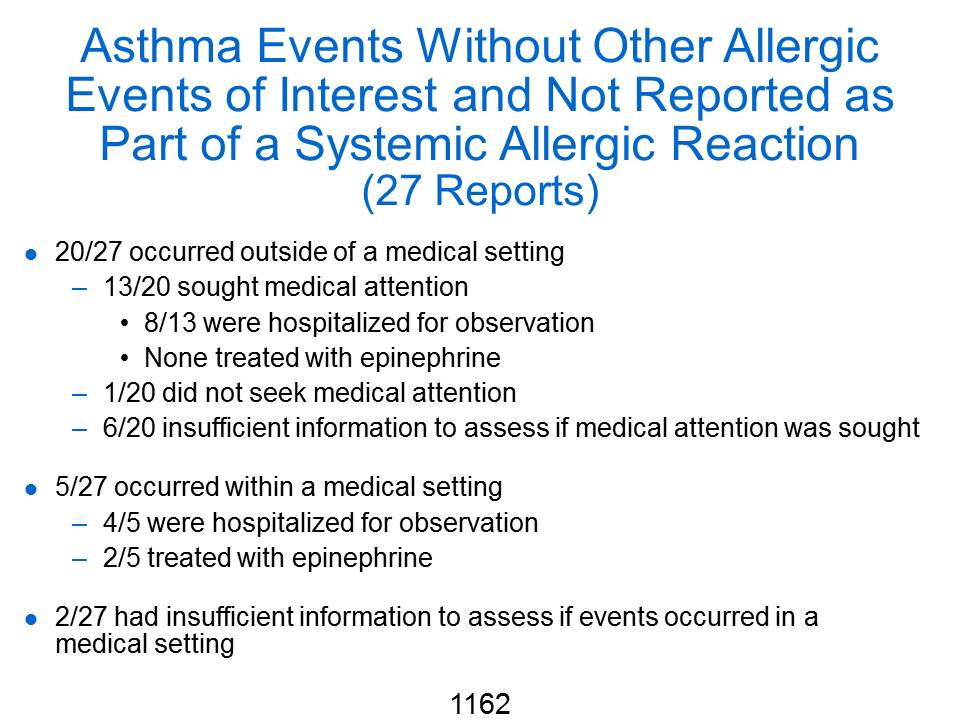 Asthma Events Without Other Allergic
Events of Interest and Not Reported as
Part of a Systemic Allergic Reaction
(27 Reports)
● 20/27 occurred outside of a medical setting
– 13/20 sought medical attention
• 8/13 were hospitalized for observation
• None treated with epinephrine
– 1/20 did not seek medical attention
– 6/20 insufficient information to assess if medical attention was sought
● 5/27 occurred within a medical setting
– 4/5 were hospitalized for observation
– 2/5 treated with epinephrine
● 2/27 had insufficient information to assess if events occurred in a
medical setting
1162